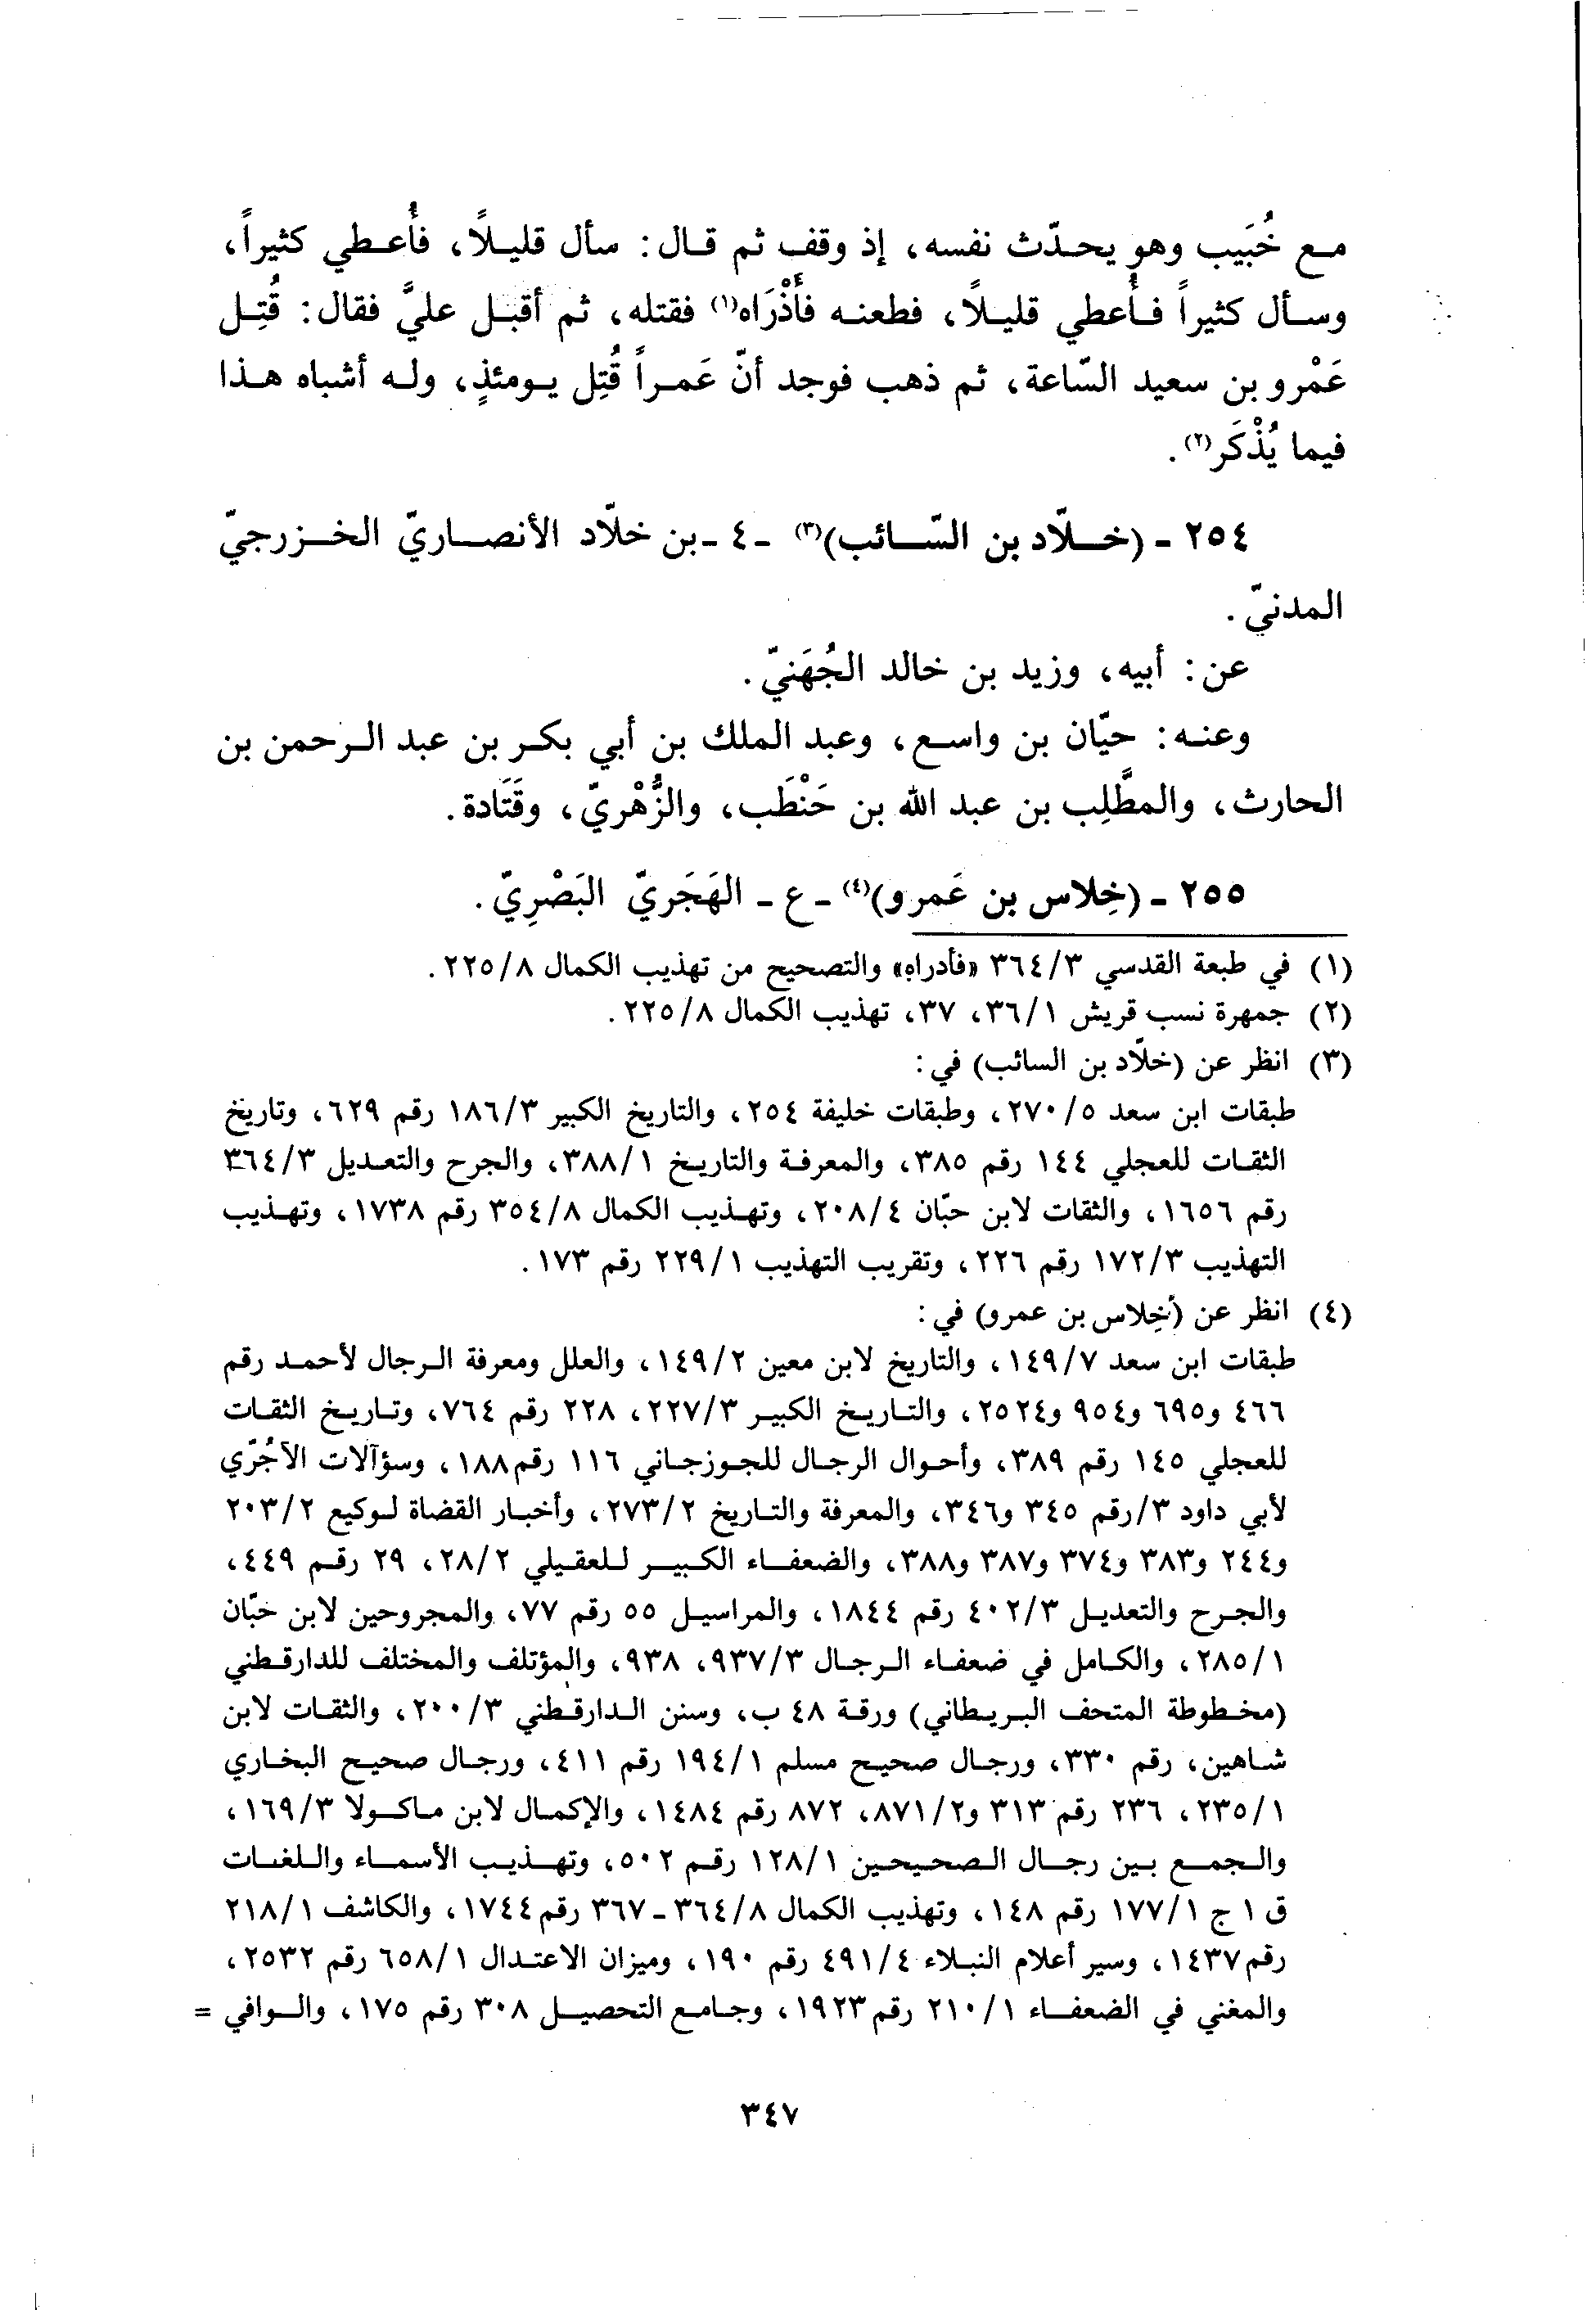 مع خُبَيب وهو يحدّث نفسه، إذ وقف ثم قال: سأل قليلاً، فأُعطي كثيراً،
وسأل كثيراً فأُعطي قليلاً، فطعنه فأَذْرَاه(١) فقتله، ثم أقبل عليَّ فقال: قُتِل
عَمْرو بن سعيد السّاعة، ثم ذهب فوجد أنّ عَمراً قُتِل يومئذٍ، وله أشباه هذا
فيما يُذْكَر(٢).
٢٥٤ - (خلّاد بن السّائب)(٣) -٤- بن خلّاد الأنصاريّ الخزرجيّ
المدنيّ.
عن: أبيه، وزيد بن خالد الجُهَنيّ.
وعنه: حيّان بن واسع، وعبد الملك بن أبي بكر بن عبد الرحمن بن
الحارث، والمطَّلِب بن عبد الله بن حَنْطَب، والزُّهْريّ، وقَتَادة.
٢٥٥ - (خِلاس بن عَمرو)(٤) - ع - الهَجَريّ البَصْرِيّ.
(١) في طبعة القدسي ٣/٣٦٤ «فأدراه» والتصحيح من تهذيب الكمال ٨/٢٢٥.
(٢) جمهرة نسب قريش ١/٣٦، ٣٧، تهذيب الكمال ٨/٢٢٥.
(٣) انظر عن (خلّاد بن السائب) في:
طبقات ابن سعد ٥/٢٧٠، وطبقات خليفة ٢٥٤، والتاريخ الكبير ٣/١٨٦ رقم ٦٢٩، وتاريخ
الثقات للعجلي ١٤٤ رقم ٣٨٥، والمعرفة والتاريخ ١/٣٨٨، والجرح والتعديل ٣/٣٦٤
رقم ١٦٥٦، والثقات لابن حبّان ٤/٢٠٨، وتهذيب الكمال ٨/٣٥٤ رقم ١٧٣٨، وتهذيب
التهذيب ٣/١٧٢ رقم ٢٢٦، وتقريب التهذيب ١/٢٢٩ رقم ١٧٣.
(٤) انظر عن (خِلاس بن عمرو) في:
طبقات ابن سعد ٧/١٤٩، والتاريخ لابن معين ٢/١٤٩، والعلل ومعرفة الرجال لأحمد رقم
٤٦٦ و٦٩٥ و٩٥٤ و٢٥٢٤، والتاريخ الكبير ٣/٢٢٧، ٢٢٨ رقم ٧٦٤، وتاريخ الثقات
للعجلي ١٤٥ رقم ٣٨٩، وأحوال الرجال للجوزجاني ١١٦ رقم ١٨٨، وسؤآلات الآجُرّي
لأبي داود ٣/رقم ٣٤٥ و٣٤٦، والمعرفة والتاريخ ٢/٢٧٣، وأخبار القضاة لوكيع ٢/٢٠٣
و٢٤٤ و٣٨٣ و٣٧٤ و٣٨٧ و٣٨٨، والضعفاء الكبير للعقيلي ٢/٢٨، ٢٩ رقم ٤٤٩،
والجرح والتعديل ٣/٤٠٢ رقم ١٨٤٤، والمراسيل ٥٥ رقم ٧٧، والمجروحين لابن حبّان
١/٢٨٥، والكامل في ضعفاء الرجال ٣/٩٣٧، ٩٣٨، والمؤتلف والمختلف للدارقطني
(مخطوطة المتحف البريطاني) ورقة ٤٨ ب، وسنن الدارقطني ٣/٢٠٠، والثقات لابن
شاهين، رقم ٣٣٠، ورجال صحيح مسلم ١/١٩٤ رقم ٤١١، ورجال صحيح البخاري
١/٢٣٥، ٢٣٦ رقم ٣١٣ و٢/٨٧١، ٨٧٢ رقم ١٤٨٤، والإكمال لابن ماكولا ٣/١٦٩،
والجمع بين رجال الصحيحين ١/١٢٨ رقم ٥٠٢، وتهذيب الأسماء واللغات
ق ١ ج ١/١٧٧ رقم ١٤٨، وتهذيب الكمال ٨/٣٦٤ - ٣٦٧ رقم ١٧٤٤، والكاشف ١/٢١٨
رقم ١٤٣٧، وسير أعلام النبلاء ٤/٤٩١ رقم ١٩٠، وميزان الاعتدال ١/٦٥٨ رقم ٢٥٣٢،
والمغني في الضعفاء ١/٢١٠ رقم ١٩٢٣، وجامع التحصيل ٣٠٨ رقم ١٧٥، والوافي =
٣٤٧